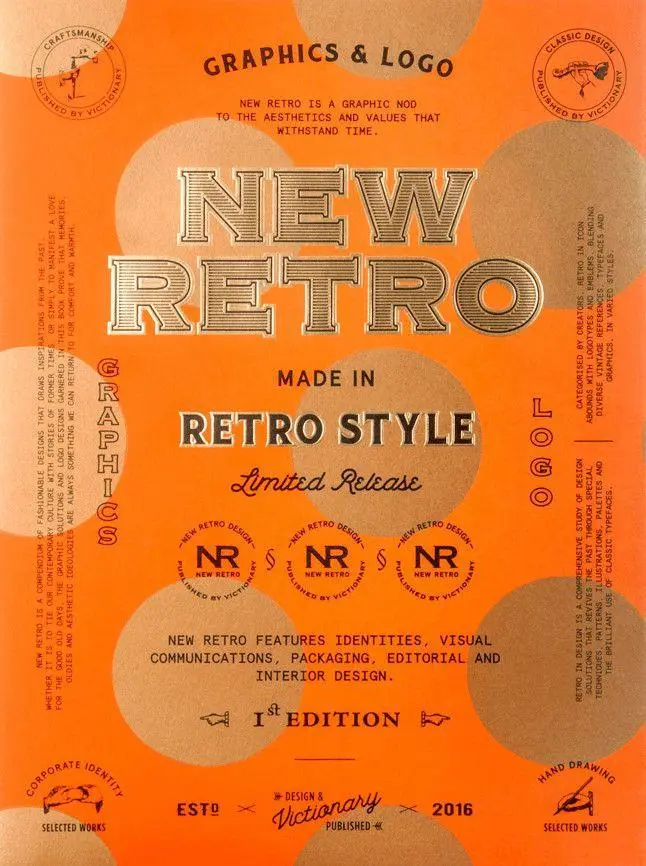 CRAFTSMANSHIP
PUBLISHED BY VICTIONARY
GRAPHICS & LOGO
CLASSIC DESIGN
PUBLISHED BY VICTIONARY
NEW RETRO IS A GRAPHIC NOD
TO THE AESTHETICS AND VALUES THAT
WITHSTAND TIME.
NEW
RETRO
MADE IN
RETRO STYLE
Limited Release
NEW RETRO IS A COMPENDIUM OF FASHIONABLE DESIGNS THAT DRAWS INSPIRATIONS FROM THE PAST.
WHETHER IT IS TO TIE OUR CONTEMPORARY CULTURE WITH STORIES OF FORMER TIMES OR SIMPLY TO MANIFEST A LOVE
FOR THE GOOD OLD DAYS, THE GRAPHIC SOLUTIONS AND LOGO DESIGNS GARNERED IN THIS BOOK PROVE THAT MEMORIES,
OLDIES AND AESTHETIC IDEOLOGIES ARE ALWAYS SOMETHING WE CAN RETURN TO FOR COMFORT AND WARMTH.
GRAPHICS
LOGO
CATEGORISED BY CREATORS, RETRO IN ICON
ABOUNDS WITH LOGOTYPES AND EMBLEMS, BLENDING
DIVERSE VINTAGE REFERENCES, TYPEFACES AND
GRAPHICS, IN VARIED STYLES.
RETRO IN DESIGN IS A COMPREHENSIVE STUDY OF DESIGN
SOLUTIONS THAT REVIVES THE PAST THROUGH SPECIAL
TECHNIQUES, PATTERNS, ILLUSTRATIONS, PALETTES AND
THE BRILLIANT USE OF CLASSIC TYPEFACES.
NEW RETRO DESIGN
NR
NEW RETRO
PUBLISHED BY VICTIONARY
§
NEW RETRO DESIGN
NR
NEW RETRO
PUBLISHED BY VICTIONARY
§
NEW RETRO DESIGN
NR
NEW RETRO
PUBLISHED BY VICTIONARY
NEW RETRO FEATURES IDENTITIES, VISUAL
COMMUNICATIONS, PACKAGING, EDITORIAL AND
INTERIOR DESIGN.
1st EDITION
CORPORATE IDENTITY
SELECTED WORKS
ESTD
DESIGN &
Victionary
PUBLISHED
2016
HAND DRAWING
SELECTED WORKS